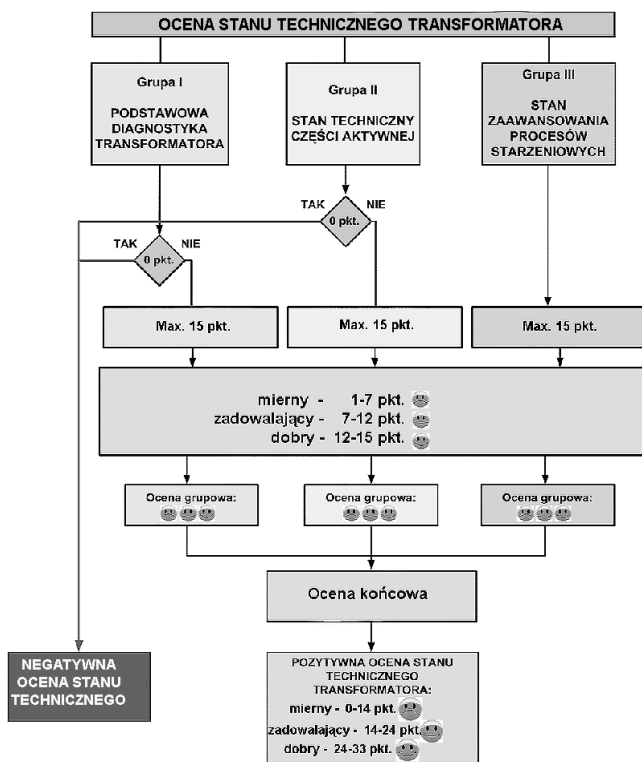 OCENA STANU TECHNICZNEGO TRANSFORMATORA
Grupa I
PODSTAWOWA
DIAGNOSTYKA
TRANSFORMATORA
Grupa II
STAN TECHNICZNY
CZĘŚCI AKTYWNEJ
Grupa III
STAN
ZAAWANSOWANIA
PROCESÓW
STARZENIOWYCH
TAK
NIE
0 pkt.
TAK
NIE
0 pkt.
Max. 15 pkt.
Max. 15 pkt.
Max. 15 pkt.
mierny - 1-7 pkt.
zadowalający - 7-12 pkt.
dobry - 12-15 pkt.
Ocena grupowa:
Ocena grupowa:
Ocena grupowa:
Ocena końcowa
NEGATYWNA
OCENA STANU
TECHNICZNEGO
POZYTYWNA OCENA STANU
TECHNICZNEGO
TRANSFORMATORA:
mierny - 0-14 pkt.
zadowalający - 14-24 pkt.
dobry - 24-33 pkt.